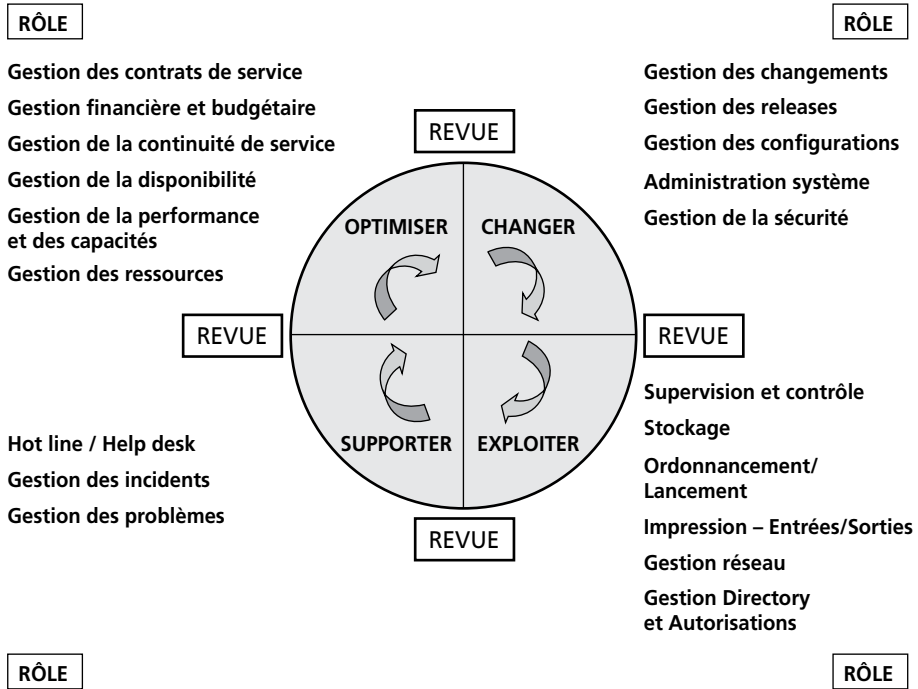 RÔLE
RÔLE
Gestion des contrats de service
Gestion financière et budgétaire
Gestion de la continuité de service
Gestion de la disponibilité
Gestion de la performance
et des capacités
Gestion des ressources
Gestion des changements
Gestion des releases
Gestion des configurations
Administration système
Gestion de la sécurité
REVUE
OPTIMISER
CHANGER
REVUE
REVUE
SUPPORTER
EXPLOITER
REVUE
Hot line / Help desk
Gestion des incidents
Gestion des problèmes
Supervision et contrôle
Stockage
Ordonnancement/
Lancement
Impression – Entrées/Sorties
Gestion réseau
Gestion Directory
et Autorisations
RÔLE
RÔLE